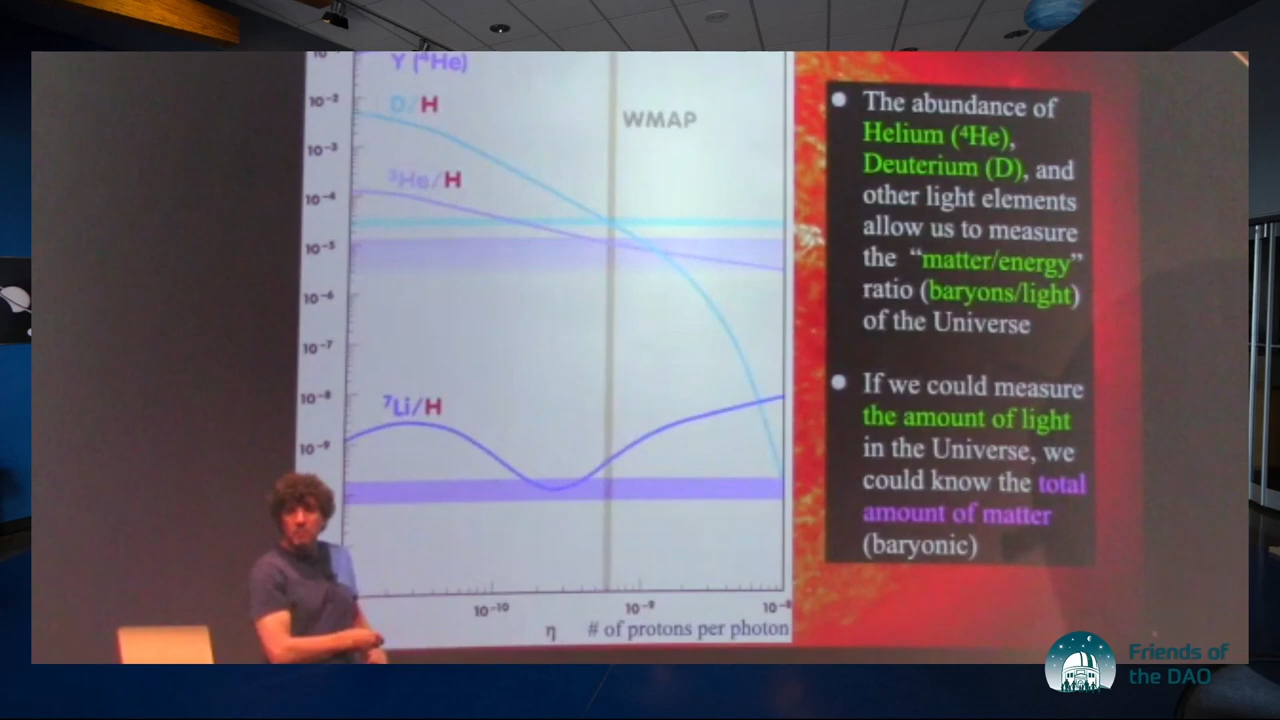 Y (⁴He)
10⁻²
D/H
WMAP
10⁻³
³He/H
10⁻⁴
10⁻⁵
10⁻⁶
10⁻⁷
10⁻⁸
⁷Li/H
10⁻⁹
10⁻¹⁰
10⁻⁹
η # of protons per photon
The abundance of
Helium (⁴He),
Deuterium (D), and
other light elements
allow us to measure
the “matter/energy”
ratio (baryons/light)
of the Universe
If we could measure
the amount of light
in the Universe, we
could know the total
amount of matter
(baryonic)
Friends of
the DAO